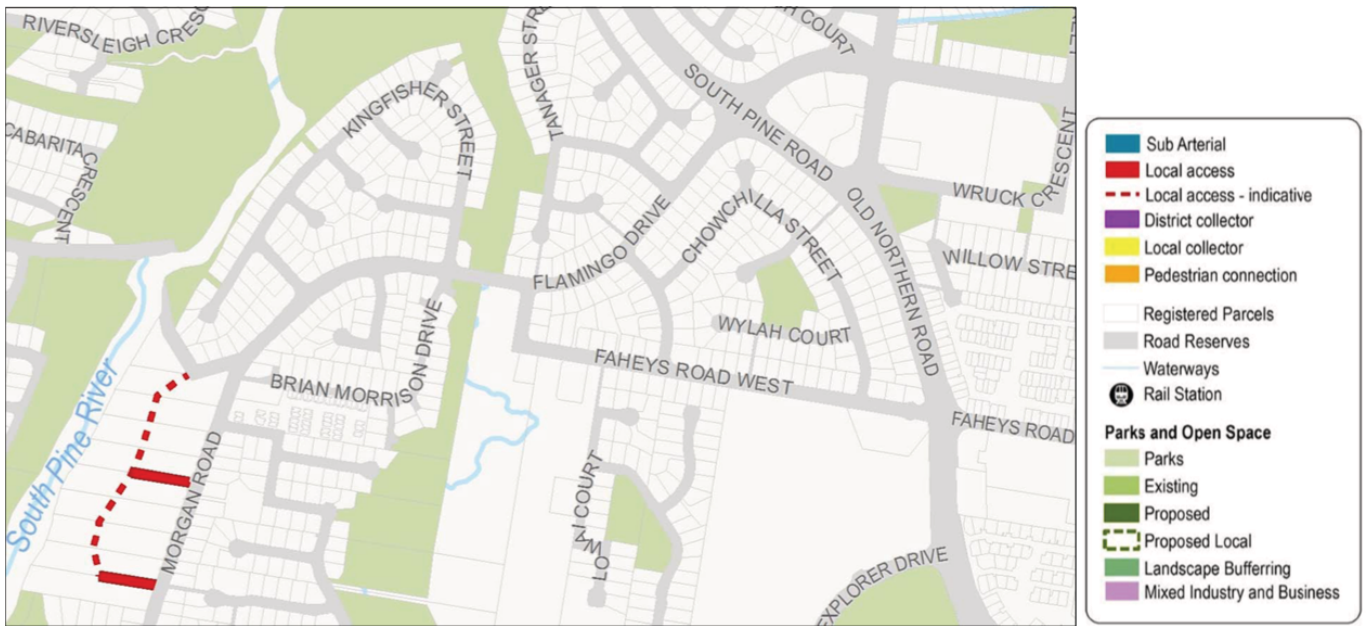 RIVERSLEIGH CRESC
TANAGER STRE
H COURT
SOUTH PINE ROAD
KINGFISHER STREET
CABARITA CRESCENT
WRUCK CRESCENT
OLD NORTHERN ROAD
CHOWCHILLA STREET
FLAMINGO DRIVE
WILLOW STRE
WYLAH COURT
FAHEYS ROAD WEST
BRIAN MORRISON DRIVE
FAHEYS ROAD
South Pine River
MORGAN ROAD
OLWAI COURT
EXPLORER DRIVE
Sub Arterial
Local access
Local access - indicative
District collector
Local collector
Pedestrian connection
Registered Parcels
Road Reserves
Waterways
Rail Station
Parks and Open Space
Parks
Existing
Proposed
Proposed Local
Landscape Bufferring
Mixed Industry and Business